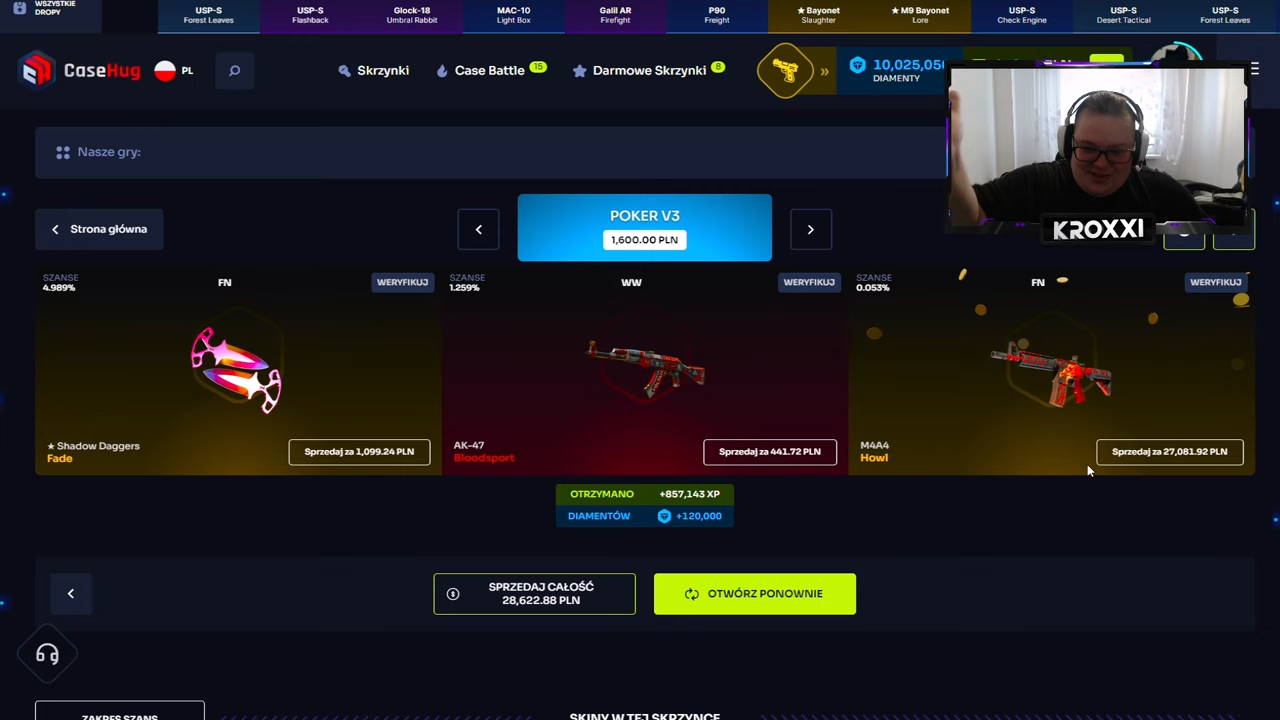 WSZYSTKIE
DROPY
USP-S
Forest Leaves
USP-S
Flashback
Glock-18
Umbral Rabbit
MAC-10
Light Box
Galil AR
Firefight
P90
Freight
★ Bayonet
Slaughter
★ M9 Bayonet
Lore
USP-S
Check Engine
USP-S
Desert Tactical
USP-S
Forest Leaves
CaseHug
PL
Skrzynki
Case Battle 15
Darmowe Skrzynki 8
10,025,05
DIAMENTY
Nasze gry:
Strona główna
POKER V3
1,600.00 PLN
KROXXI
SZANSE
4.989%
FN
WERYFIKUJ
★ Shadow Daggers
Fade
Sprzedaj za 1,099.24 PLN
SZANSE
1.259%
WW
WERYFIKUJ
AK-47
Bloodsport
Sprzedaj za 441.72 PLN
SZANSE
0.053%
FN
WERYFIKUJ
M4A4
Howl
Sprzedaj za 27,081.92 PLN
OTRZYMANO +857,143 XP
DIAMENTÓW +120,000
SPRZEDAJ CAŁOŚĆ
28,622.88 PLN
OTWÓRZ PONOWNIE
ZAKRES SZANS
SKINY W TEJ SKRZYNCE